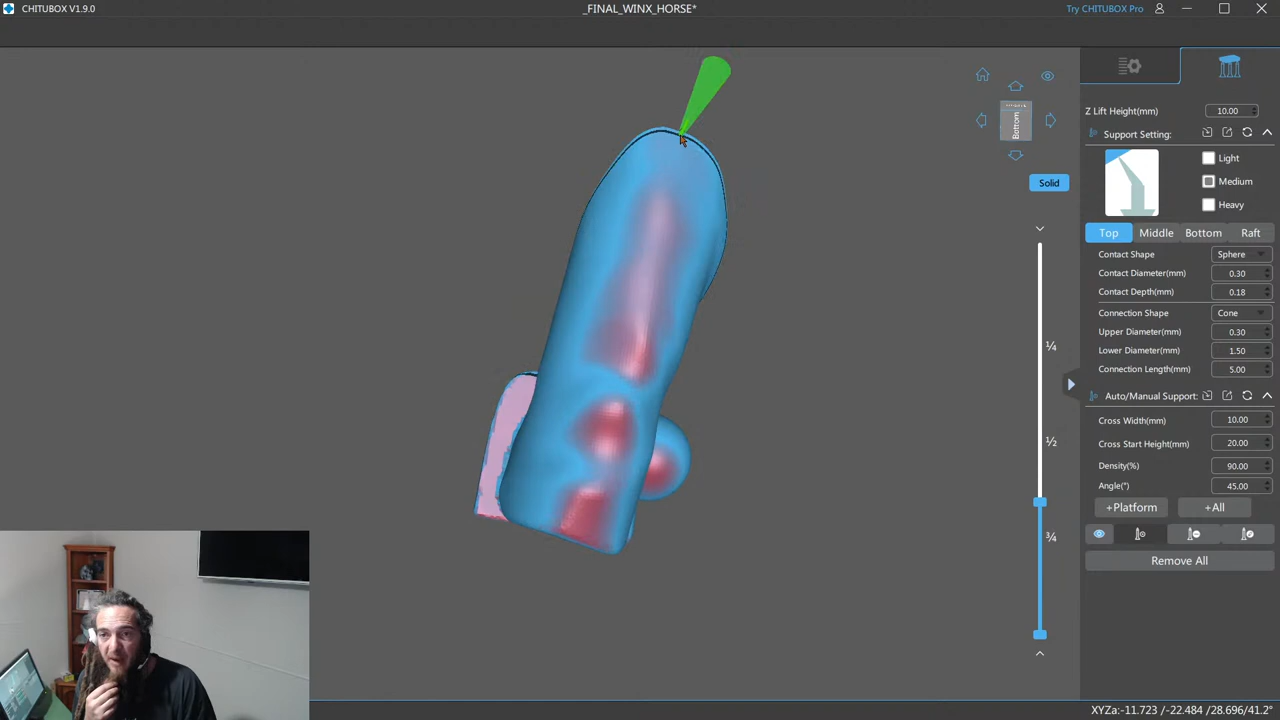 CHITUBOX V1.9.0
_FINAL_WINX_HORSE*
Try CHITUBOX Pro
Z Lift Height(mm) 10.00
Support Setting:
Light
Medium
Heavy
Bottom
Solid
Top Middle Bottom Raft
Contact Shape Sphere
Contact Diameter(mm) 0.30
Contact Depth(mm) 0.18
Connection Shape Cone
Upper Diameter(mm) 0.30
Lower Diameter(mm) 1.50
Connection Length(mm) 5.00
¼
Auto/Manual Support:
Cross Width(mm) 10.00
Cross Start Height(mm) 20.00
½
Density(%) 90.00
Angle(°) 45.00
+Platform +All
¾
Remove All
XYZa:-11.723 / -22.484 /28.696/41.2°